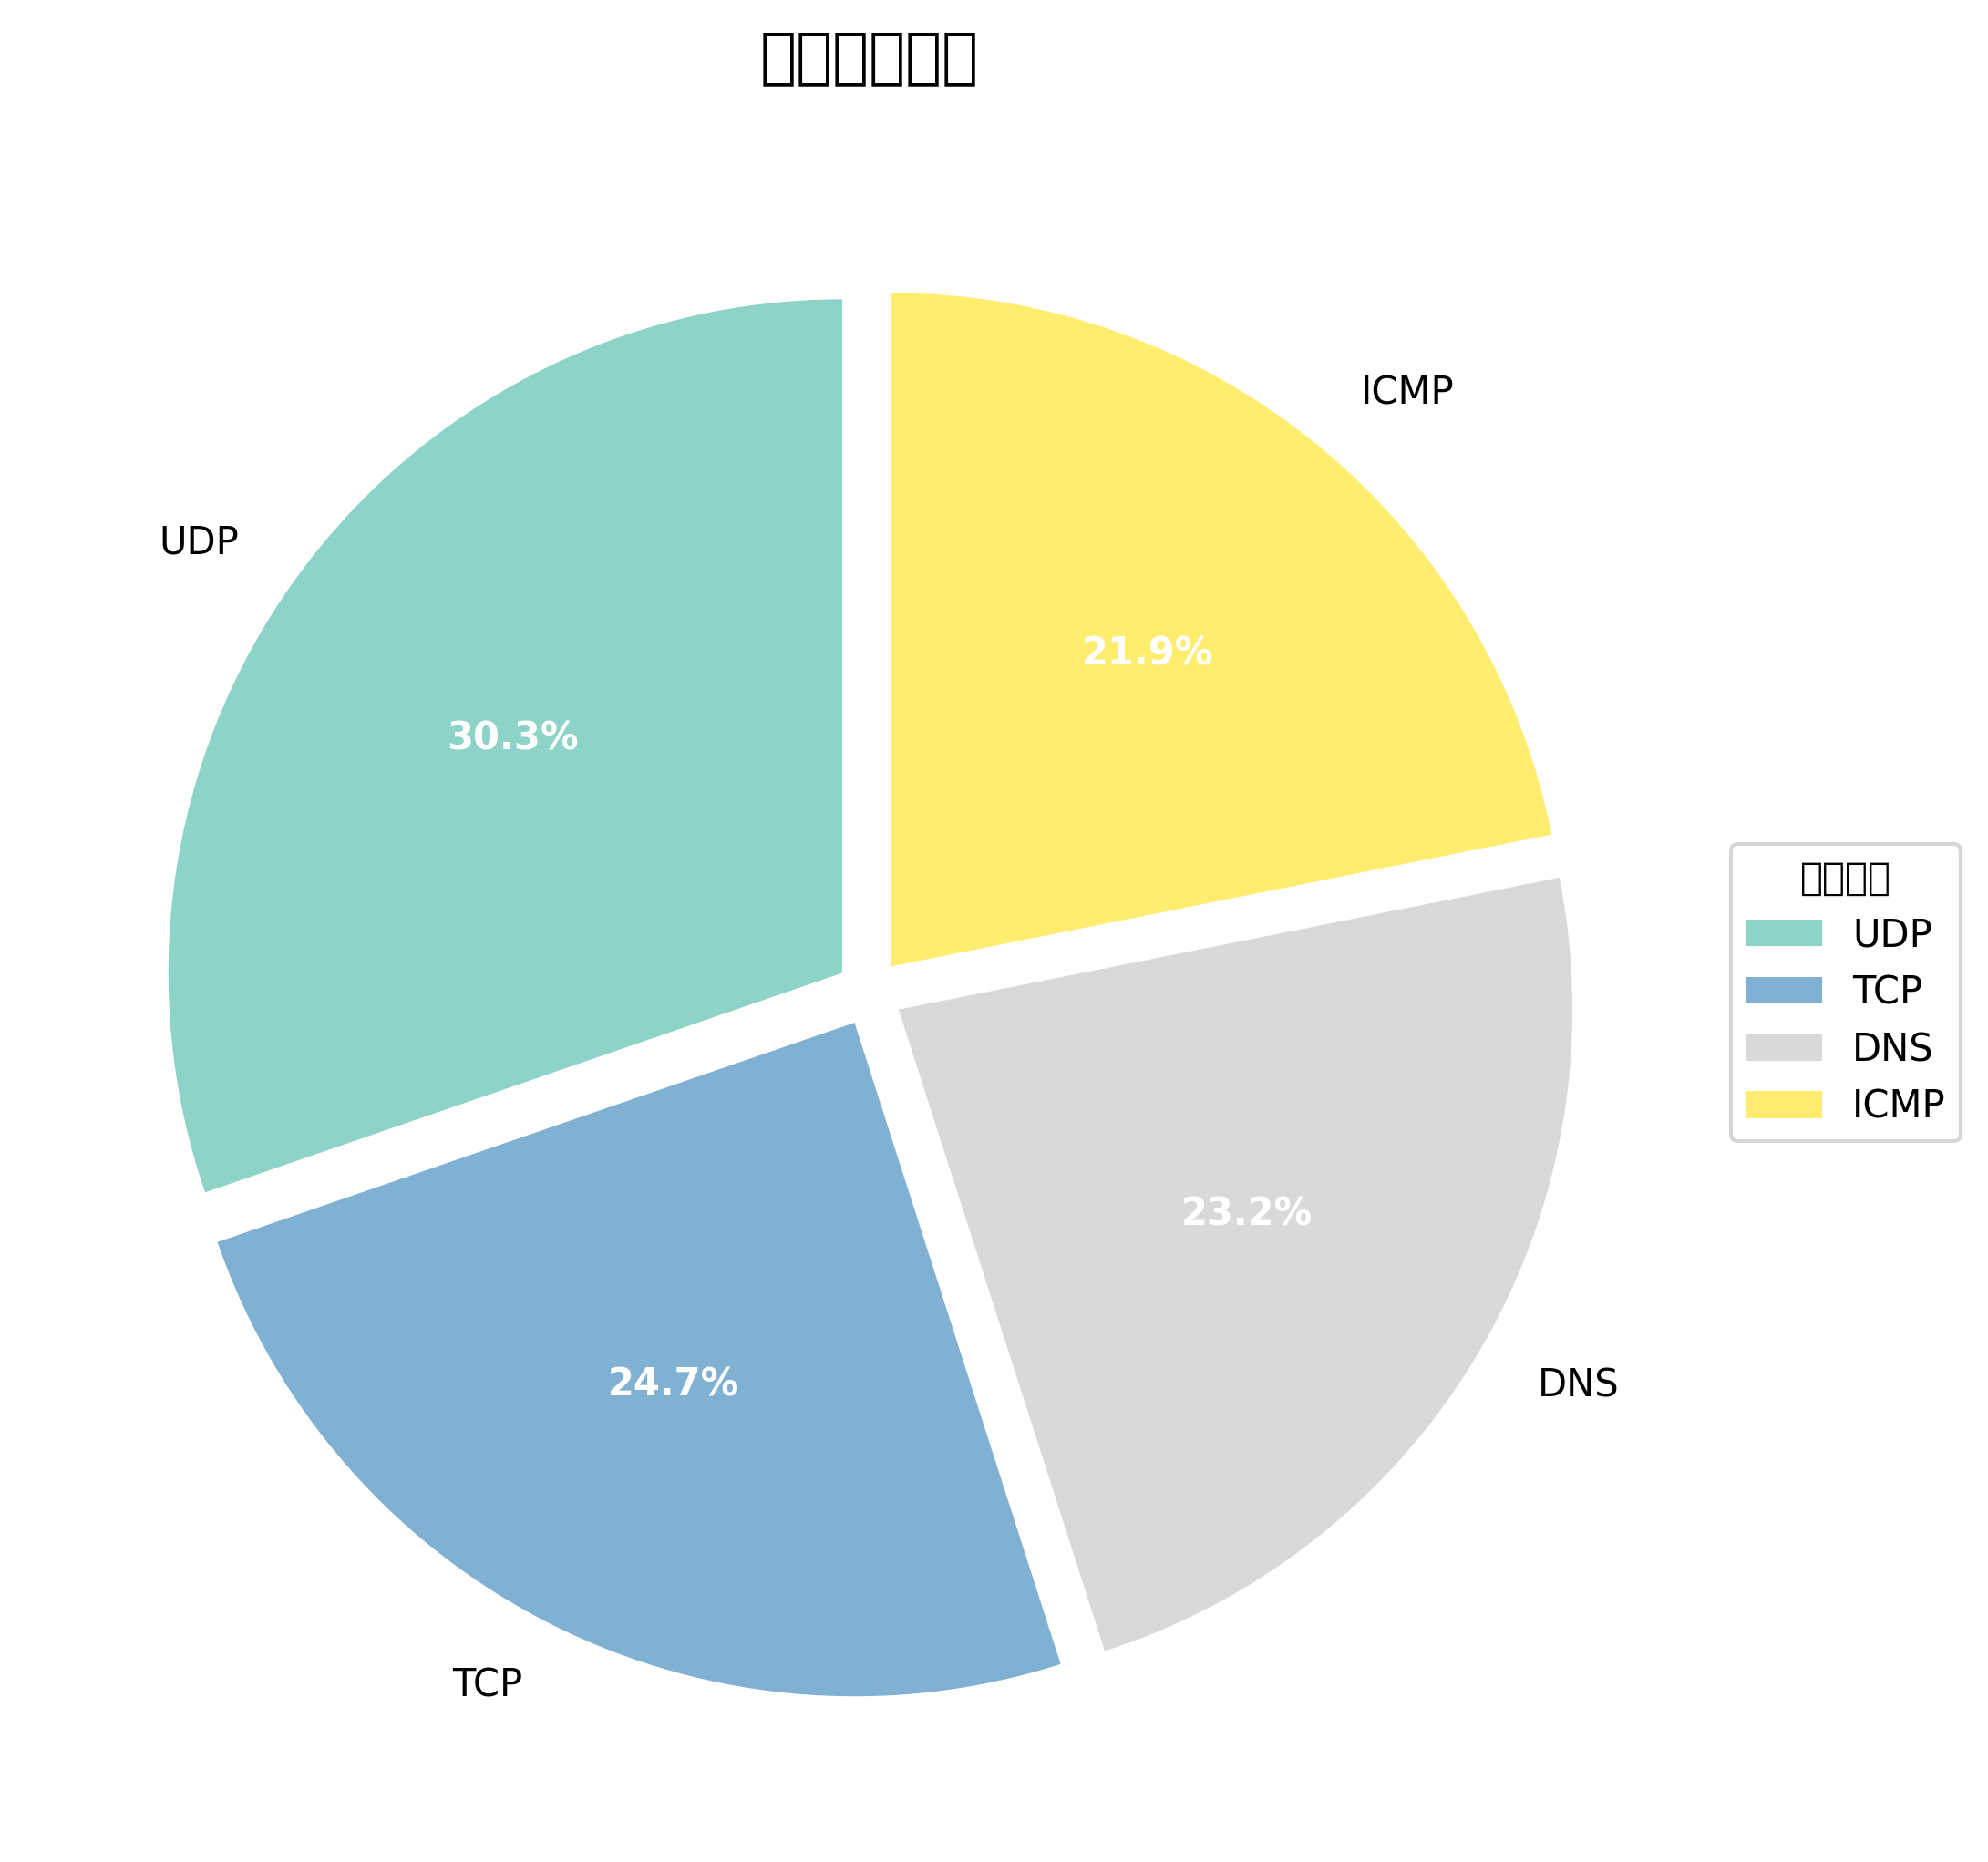 ICMP
UDP
21.9%
30.3%
UDP
TCP
DNS
ICMP
23.2%
24.7%
DNS
TCP